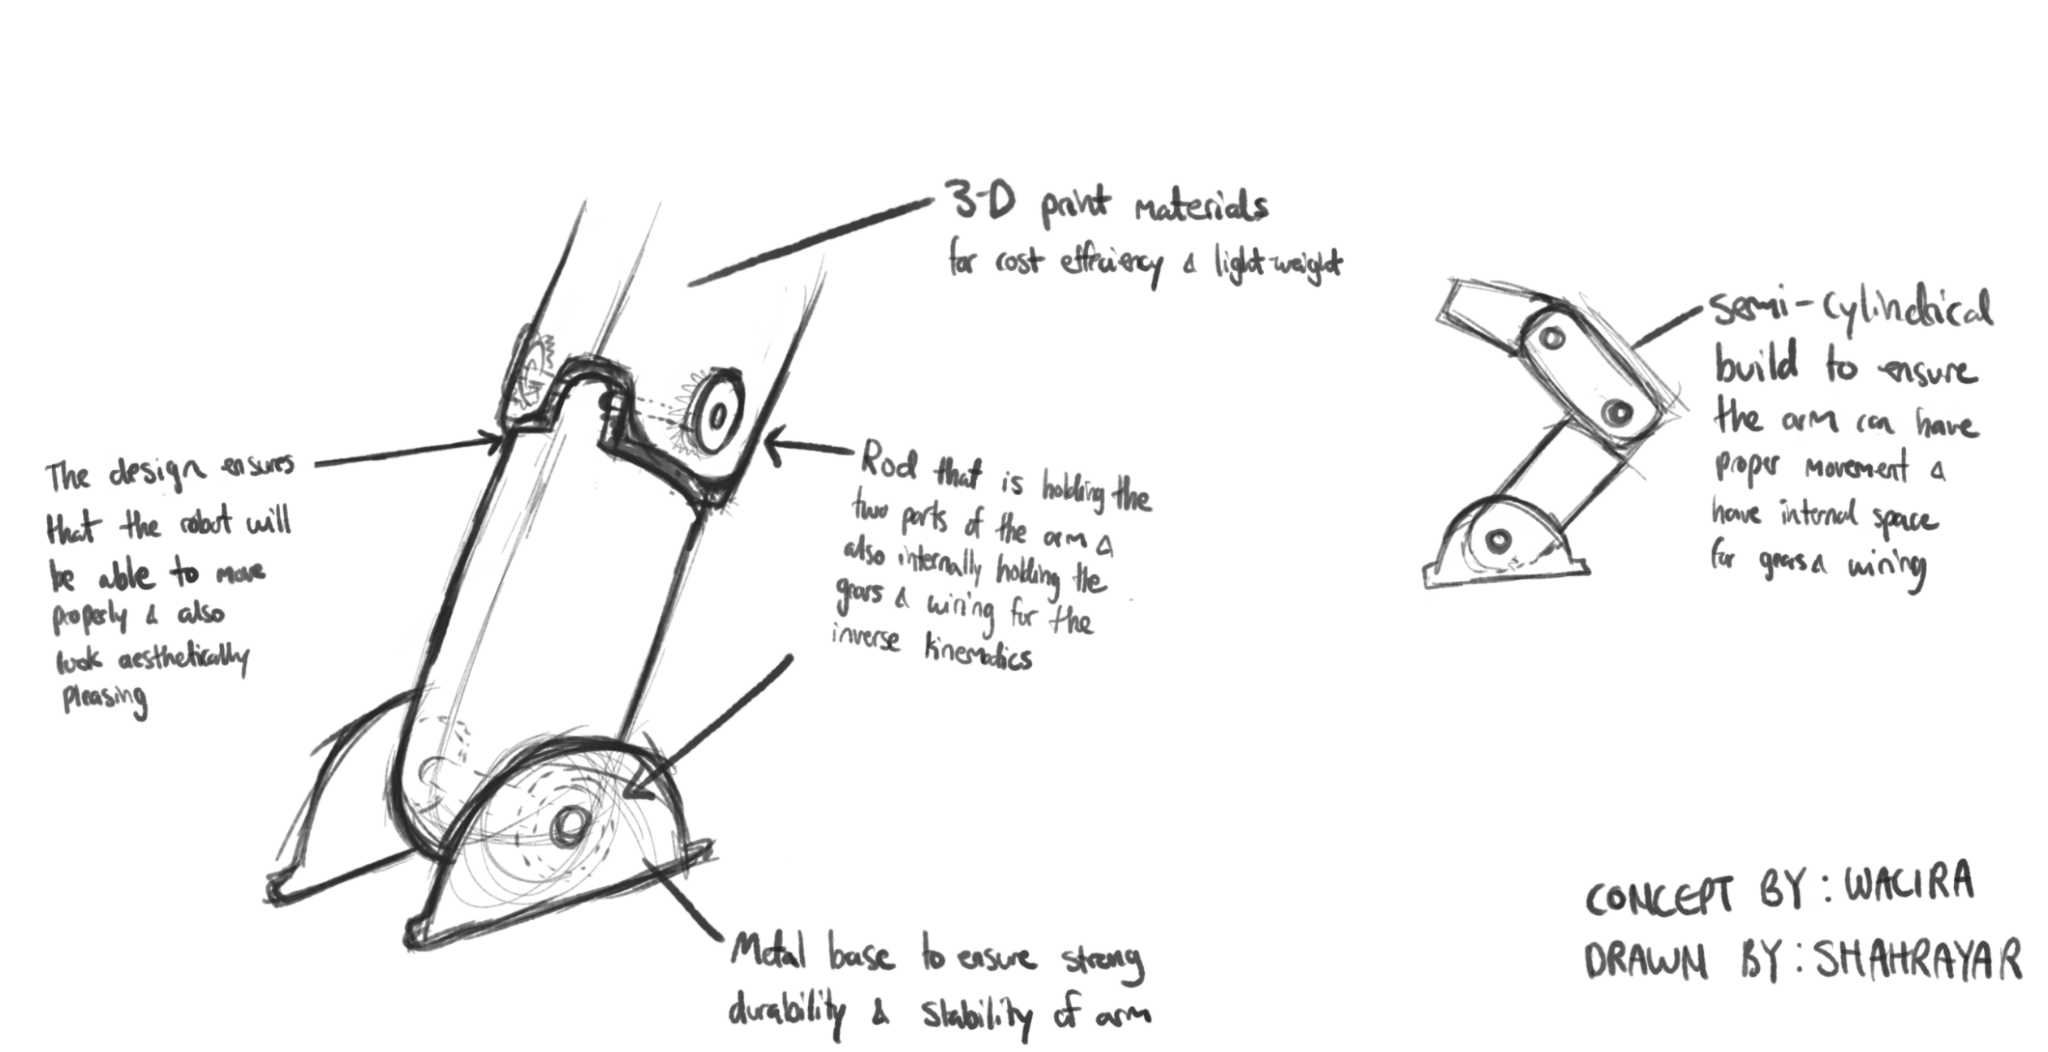 3-D print materials
for cost efficiency & light-weight
The design ensures
that the robot will
be able to move
properly & also
look aesthetically
pleasing
Rod that is holding the
two parts of the arm &
also internally holding the
gears & wiring for the
inverse kinematics
Metal base to ensure strong
durability & stability of arm
semi-cylindrical
build to ensure
the arm can have
proper movement &
have internal space
for gears & wiring
CONCEPT BY: WACIRA
DRAWN BY: SHAHRAYAR